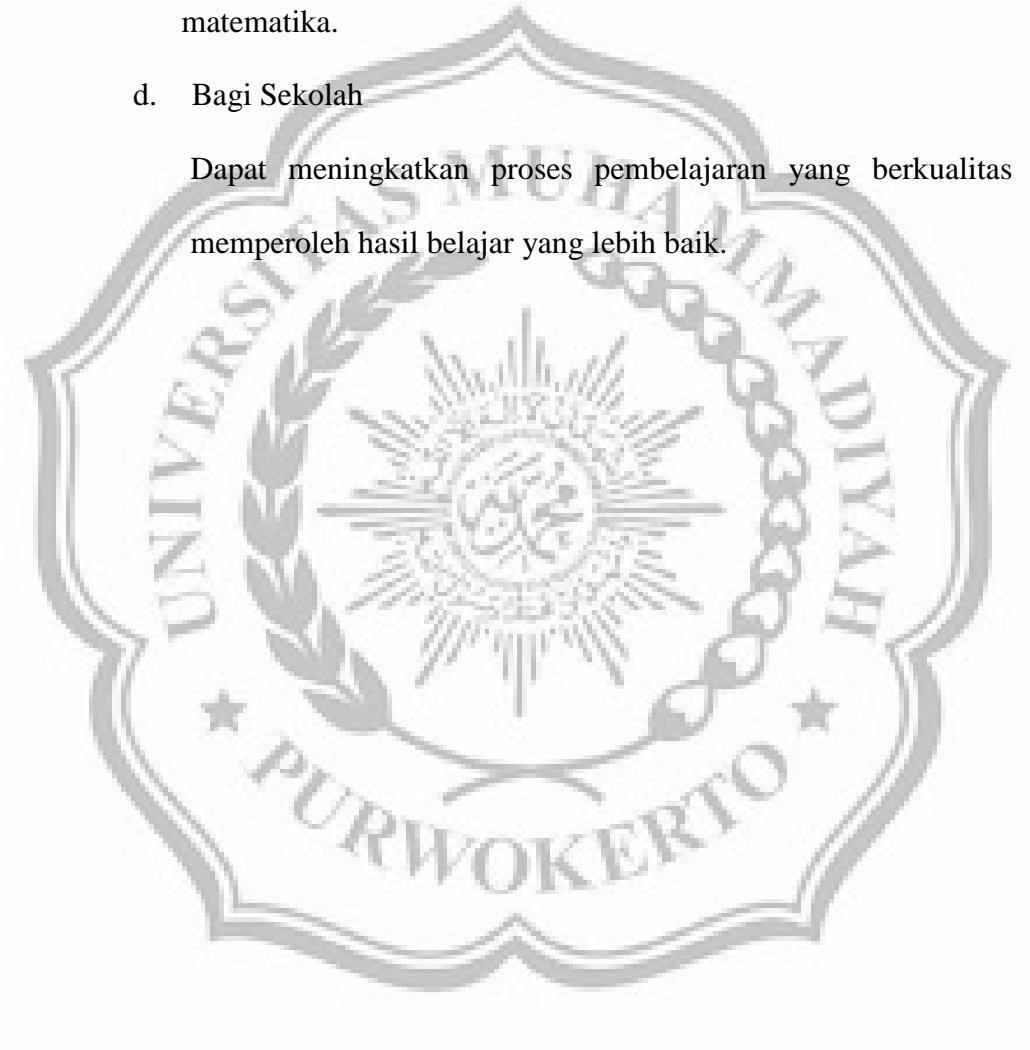 matematika.
d. Bagi Sekolah
Dapat meningkatkan proses pembelajaran yang berkualitas
memperoleh hasil belajar yang lebih baik.
UNIVERSITAS MUHAMMADIYAH
PURWOKERTO